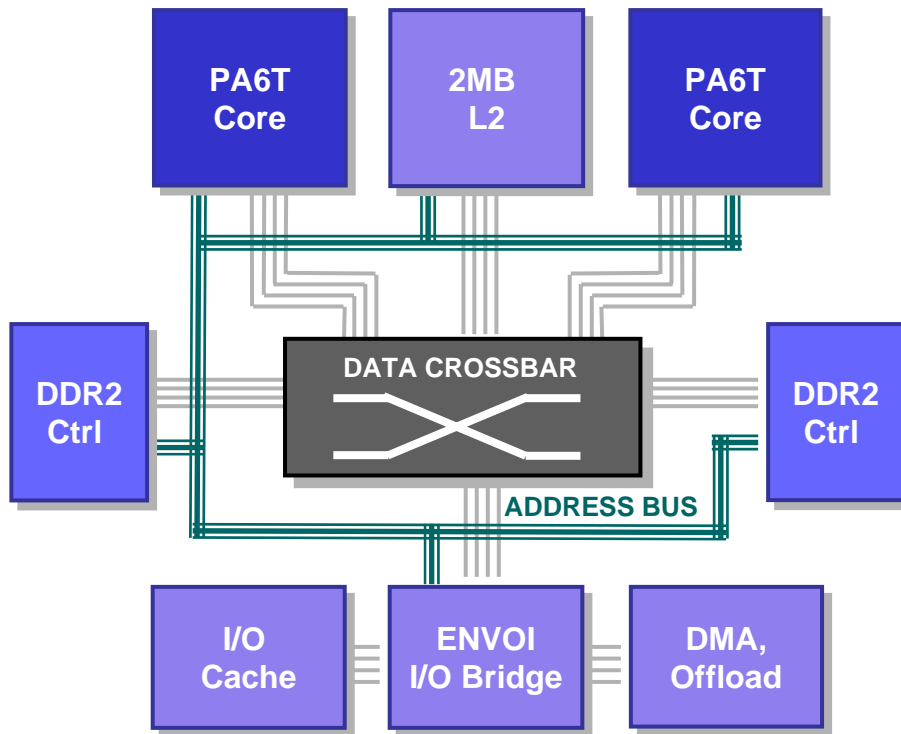 PA6T
Core
2MB
L2
PA6T
Core
DDR2
Ctrl
DATA CROSSBAR
DDR2
Ctrl
ADDRESS BUS
I/O
Cache
ENVOI
I/O Bridge
DMA,
Offload